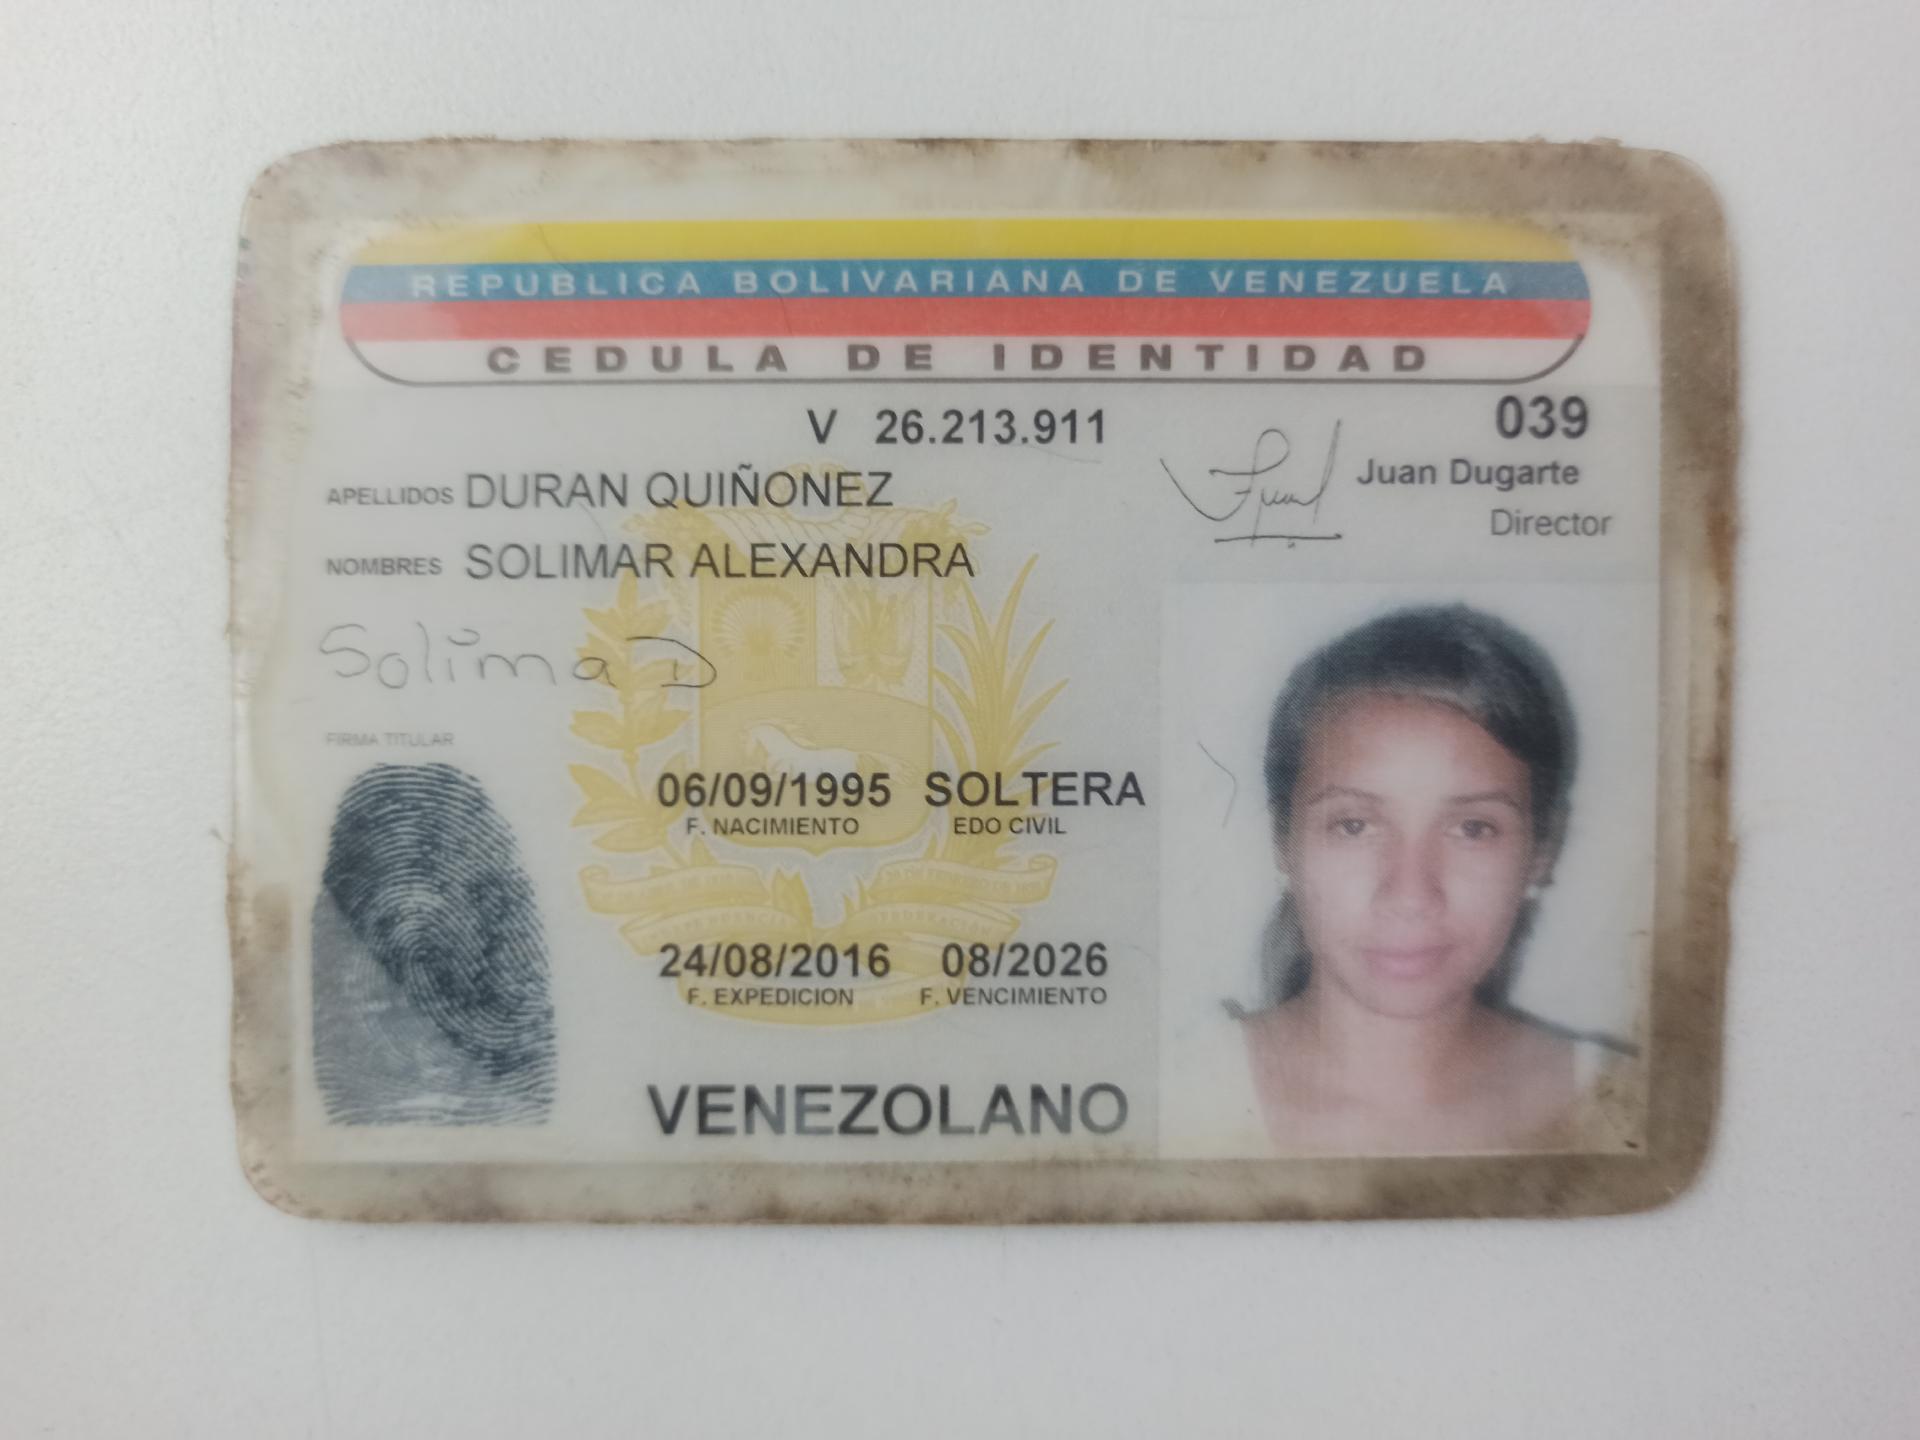 REPUBLICA BOLIVARIANA DE VENEZUELA
CEDULA DE IDENTIDAD
V 26.213.911
039
Juan Dugarte
Director
APELLIDOS DURAN QUIÑONEZ
NOMBRES SOLIMAR ALEXANDRA
Solima D
FIRMA TITULAR
06/09/1995 SOLTERA
F. NACIMIENTO EDO CIVIL
24/08/2016 08/2026
F. EXPEDICION F. VENCIMIENTO
VENEZOLANO